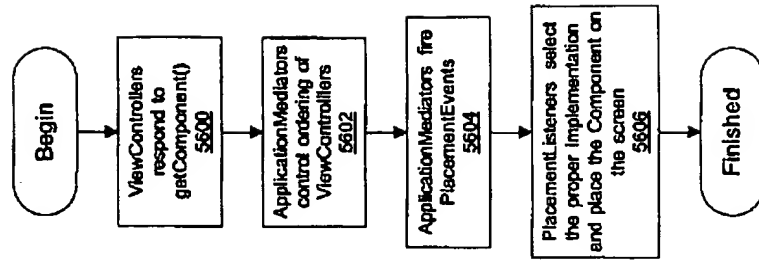 Begin
ViewControllers
respond to
getComponent()
5600
ApplicationMediators
control ordering of
ViewControllers
5602
ApplicationMediators fire
PlacementEvents
5604
PlacementListeners select
the proper Implementation
and place the Component on
the screen
5606
Finished